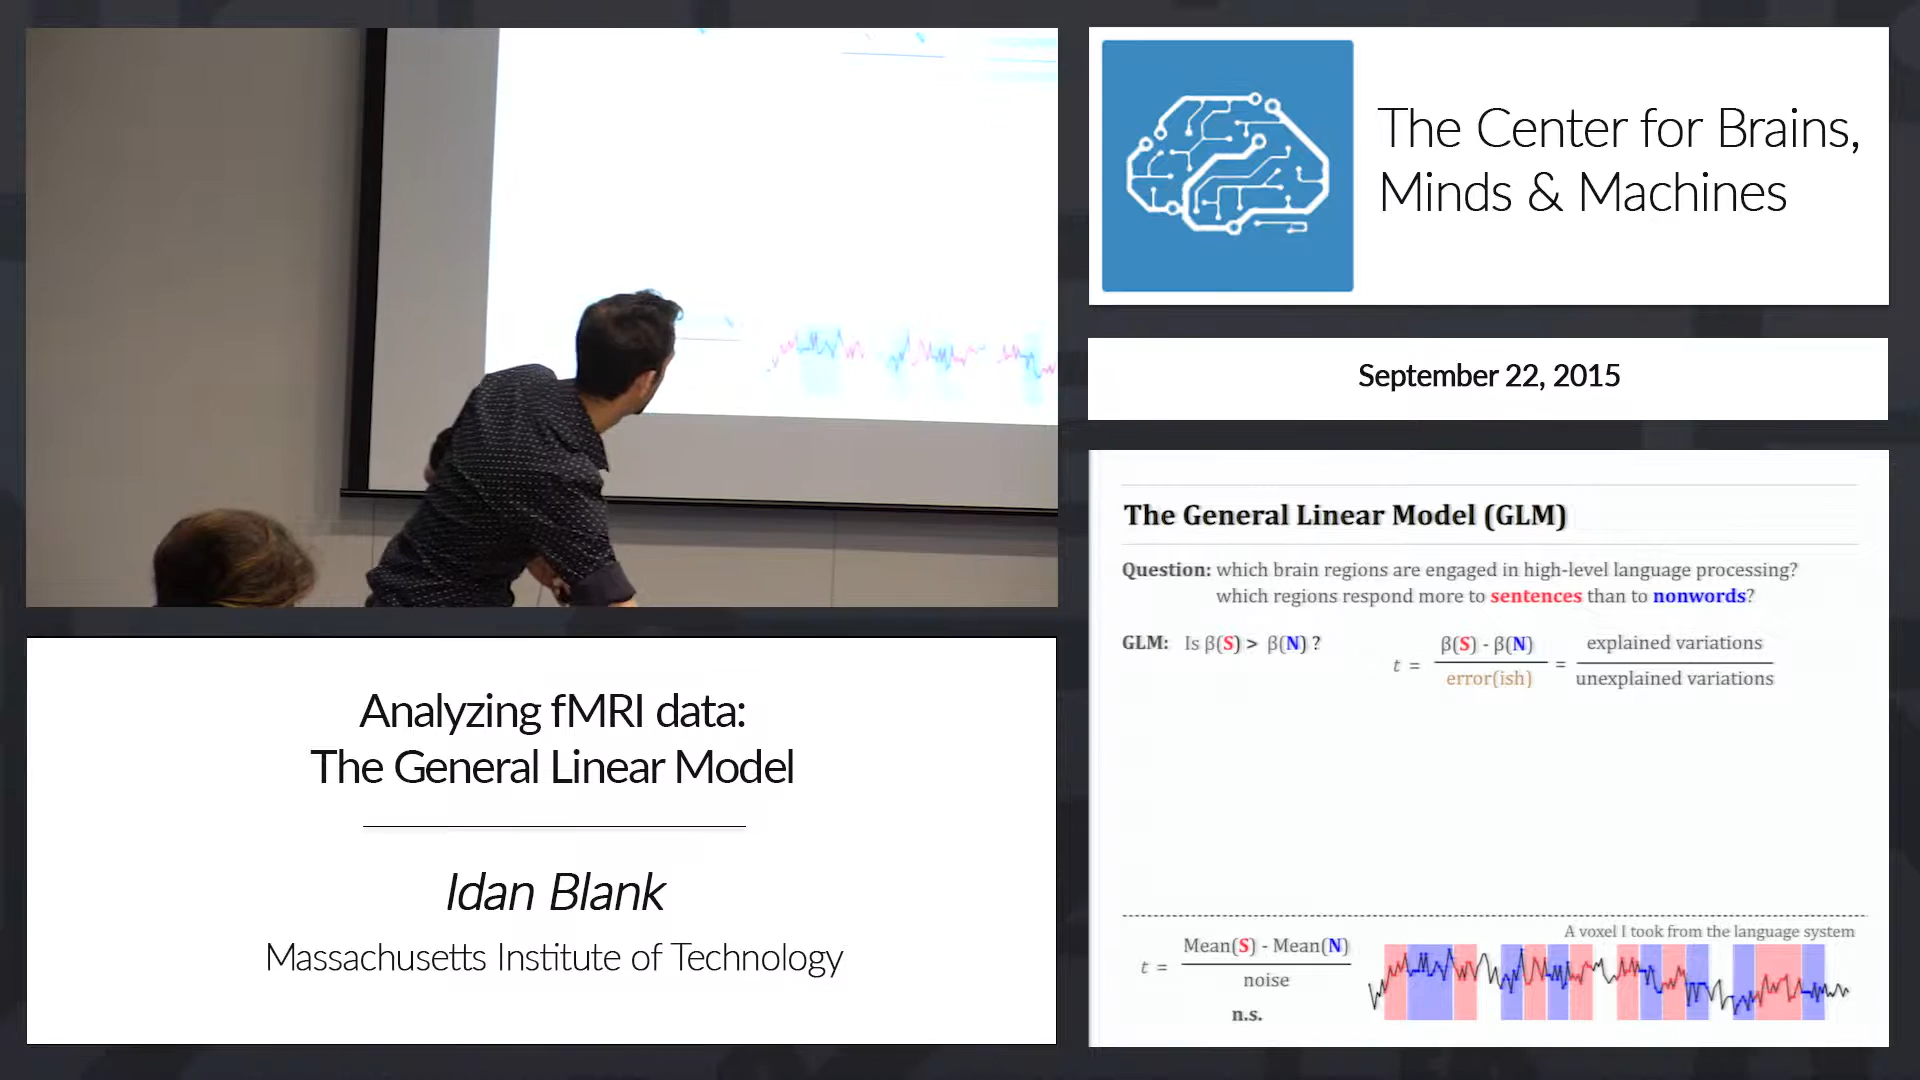 The Center for Brains,
Minds & Machines
September 22, 2015
The General Linear Model (GLM)
Question: which brain regions are engaged in high-level language processing?
which regions respond more to sentences than to nonwords?
GLM: Is β(S) > β(N) ?
t = β(S) - β(N) / error(ish) = explained variations / unexplained variations
A voxel I took from the language system
t = Mean(S) - Mean(N) / noise
n.s.
Analyzing fMRI data:
The General Linear Model
Idan Blank
Massachusetts Institute of Technology